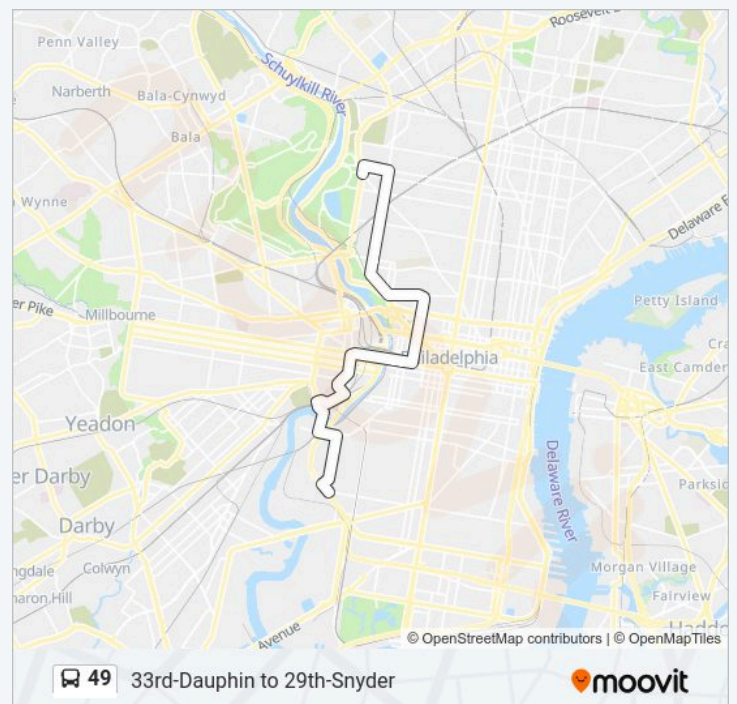 Roosevelt
Penn Valley
Schuylkill River
Narberth
Bala-Cynwyd
Bala
Wynne
Delaware
er Pike
Millbourne
Petty Island
iladelphia
East Camden
Yeadon
er Darby
Delaware River
Darby
ngdale
Colwyn
Morgan Village
haron Hill
Fairview
Avenue
© OpenStreetMap contributors | © OpenMapTiles
49 33rd-Dauphin to 29th-Snyder
moovit